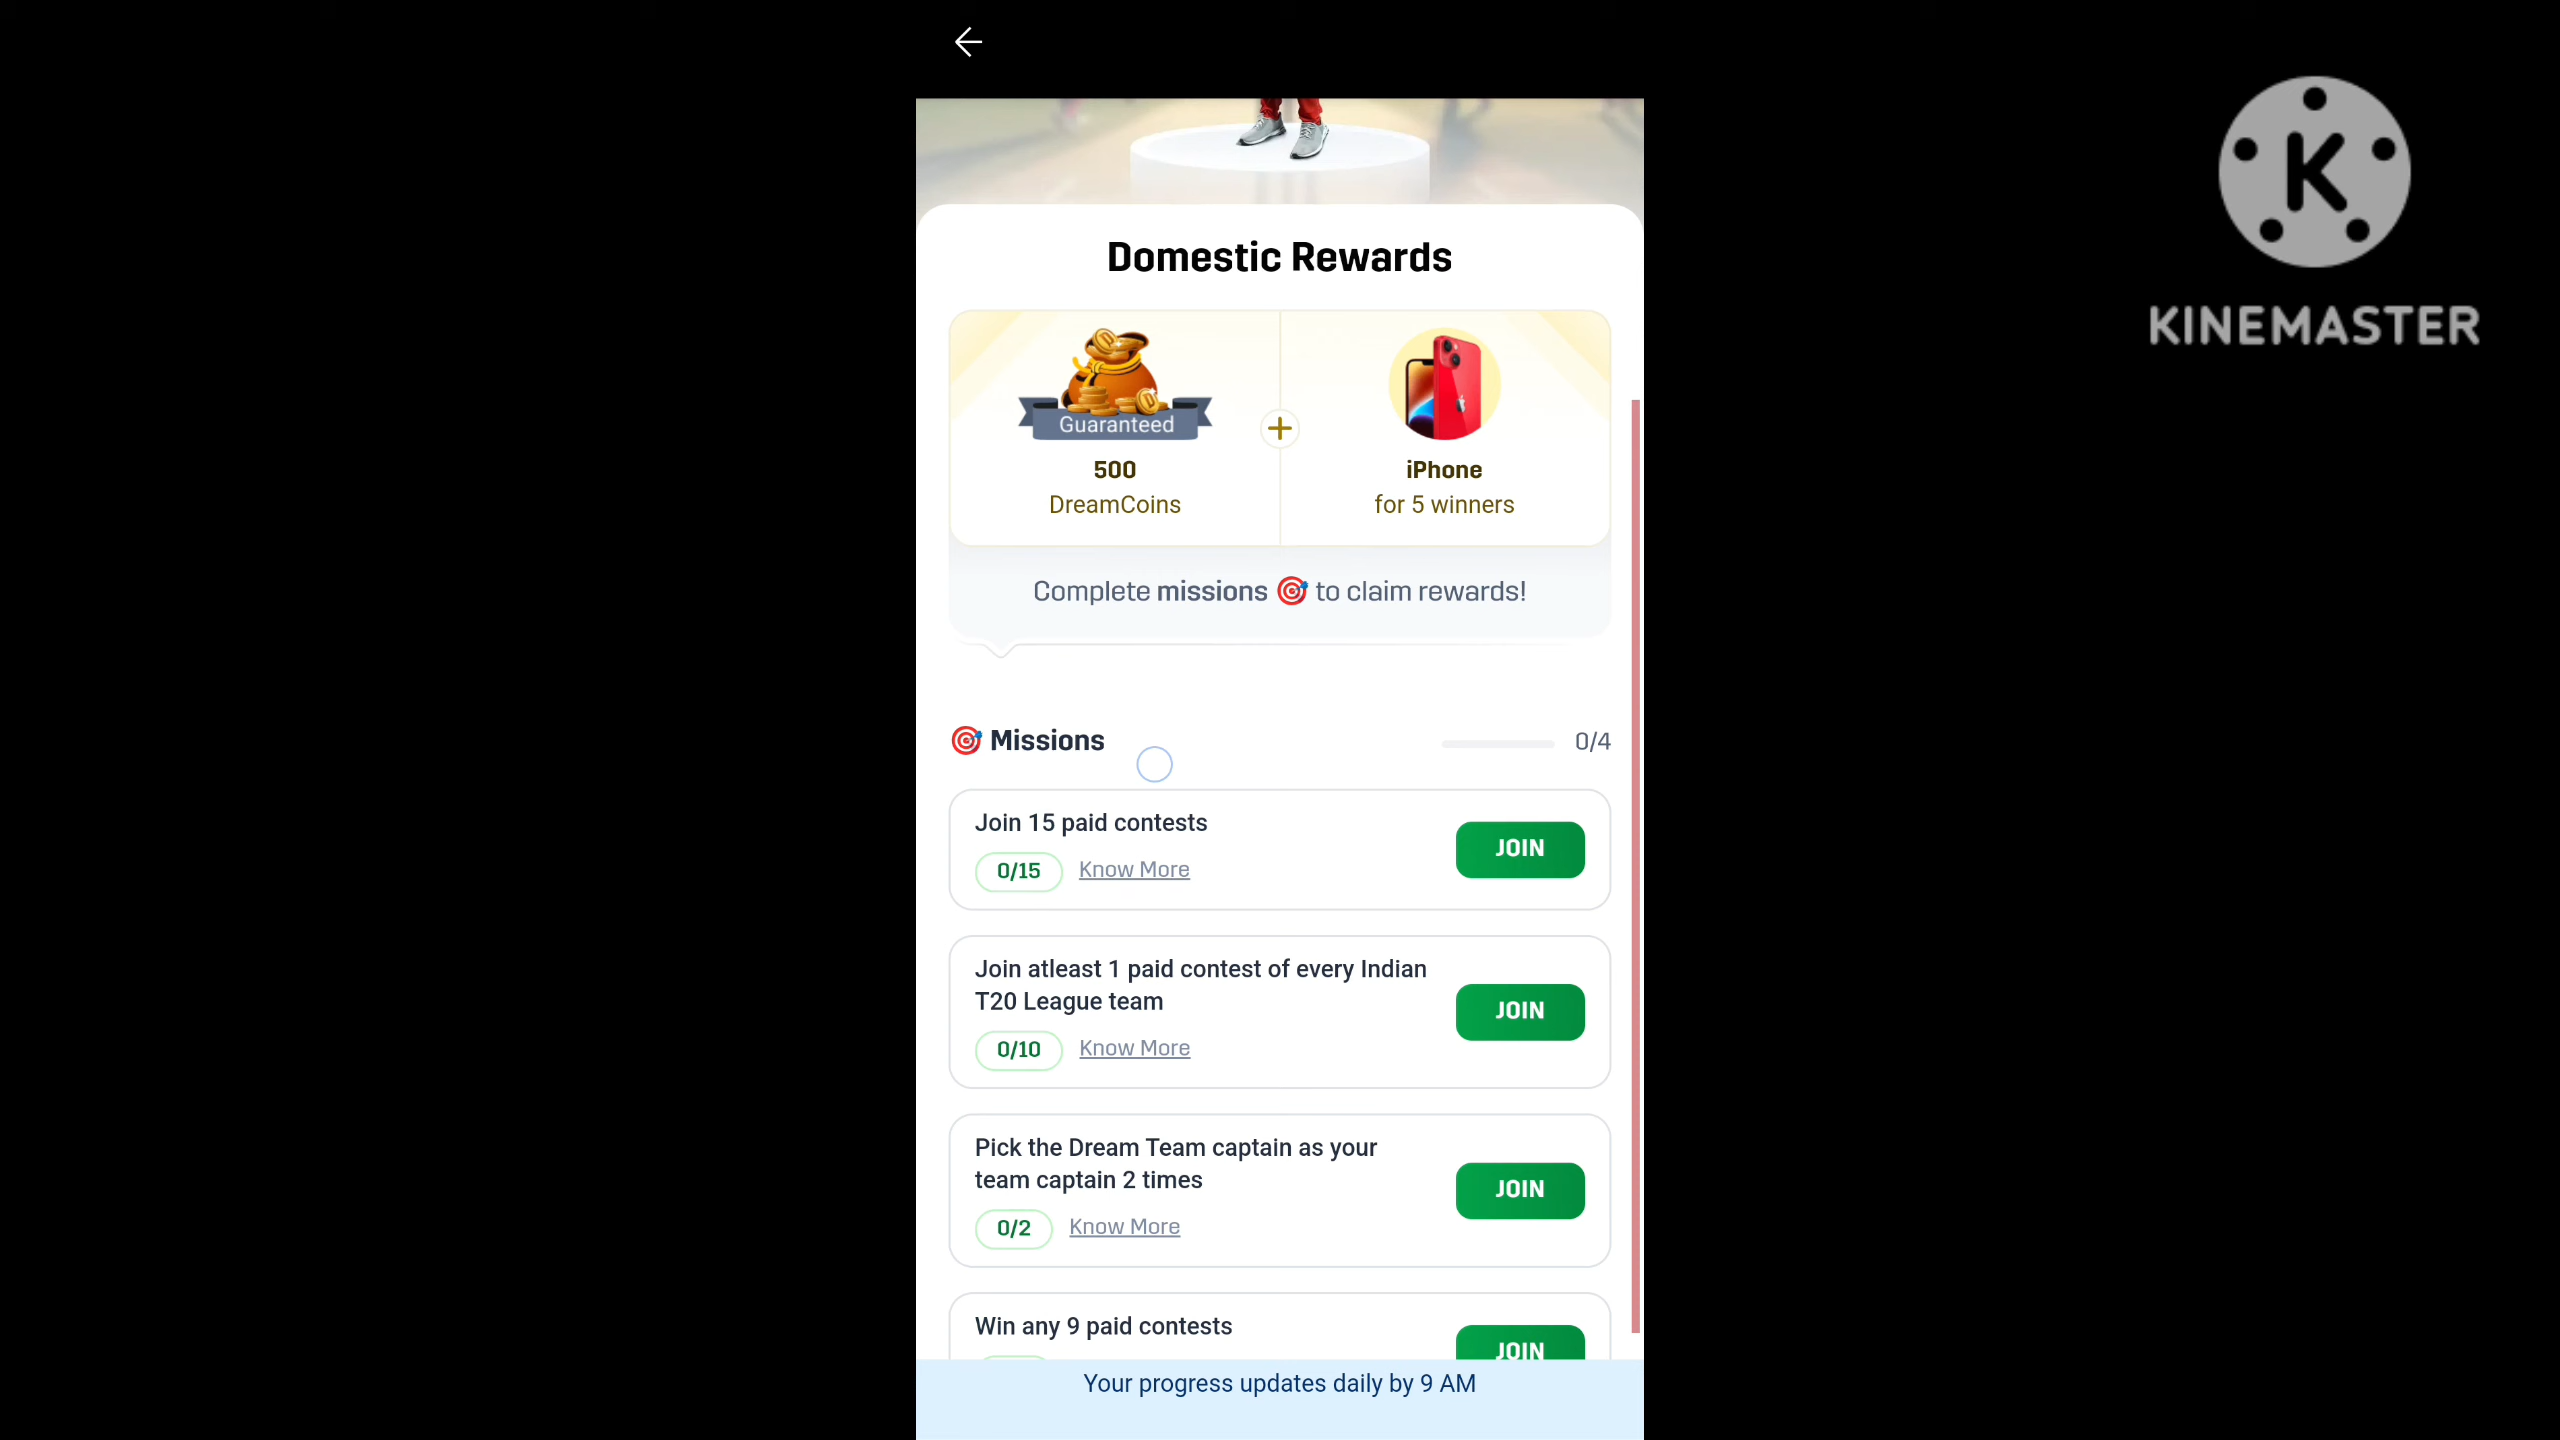 KINEMASTER
Domestic Rewards
Guaranteed
500
DreamCoins
iPhone
for 5 winners
Complete missions 🎯 to claim rewards!
🎯 Missions
0/4
Join 15 paid contests
0/15 Know More
JOIN
Join atleast 1 paid contest of every Indian
T20 League team
0/10 Know More
JOIN
Pick the Dream Team captain as your
team captain 2 times
0/2 Know More
JOIN
Win any 9 paid contests
JOIN
Your progress updates daily by 9 AM